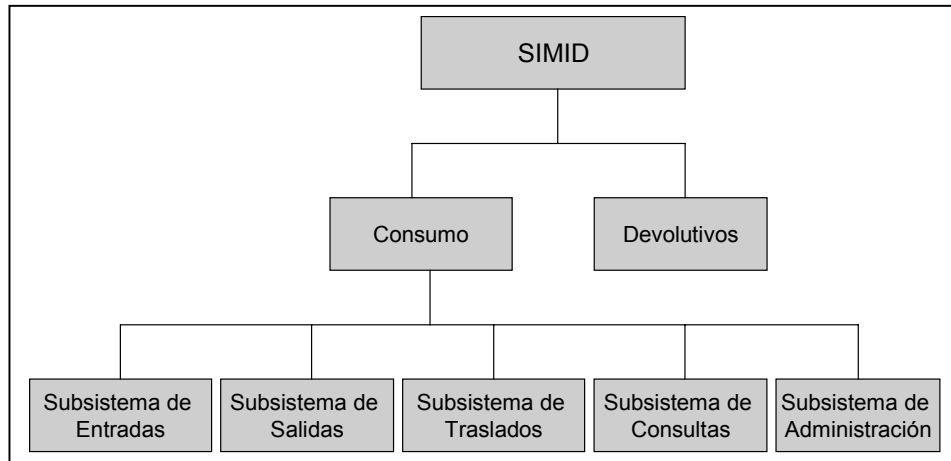 SIMID
Consumo
Devolutivos
Subsistema de
Entradas
Subsistema de
Salidas
Subsistema de
Traslados
Subsistema de
Consultas
Subsistema de
Administración